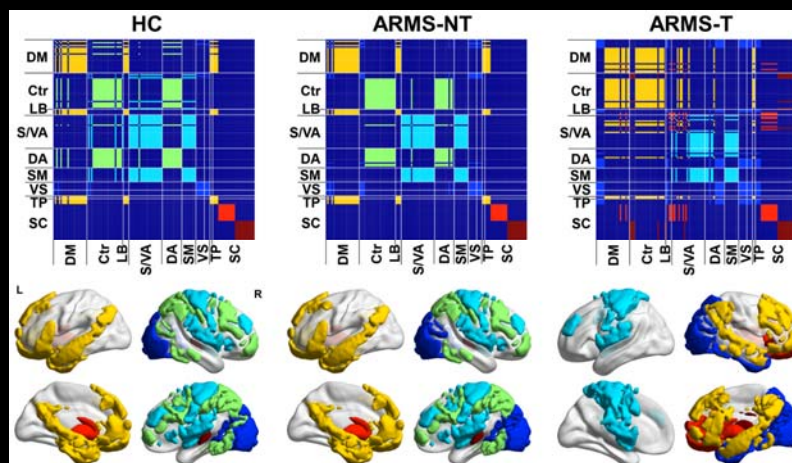 HC
ARMS-NT
ARMS-T
DM
Ctr
LB
S/VA
DA
SM
VS
TP
SC
DM
Ctr
LB
S/VA
DA
SM
VS
TP
SC
DM
Ctr
LB
S/VA
DA
SM
VS
TP
SC
DM
Ctr
LB
S/VA
DA
SM
VS
TP
SC
DM
Ctr
LB
S/VA
DA
SM
VS
TP
SC
DM
Ctr
LB
S/VA
DA
SM
VS
TP
SC
L
R